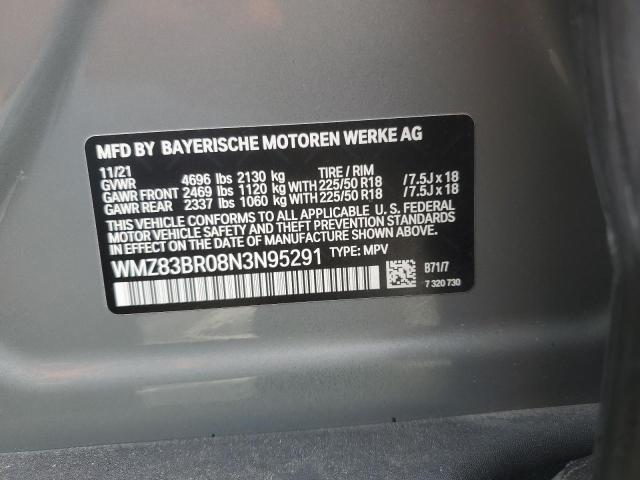 MFD BY BAYERISCHE MOTOREN WERKE AG
11/21 TIRE / RIM
GVWR 4696 lbs 2130 kg
GAWR FRONT 2469 lbs 1120 kg WITH 225/50 R18 /7.5J x 18
GAWR REAR 2337 lbs 1060 kg WITH 225/50 R18 /7.5J x 18
THIS VEHICLE CONFORMS TO ALL APPLICABLE U.S. FEDERAL
MOTOR VEHICLE SAFETY AND THEFT PREVENTION STANDARDS
IN EFFECT ON THE DATE OF MANUFACTURE SHOWN ABOVE.
WMZ83BR08N3N95291 TYPE: MPV
B71/7
7 320 730